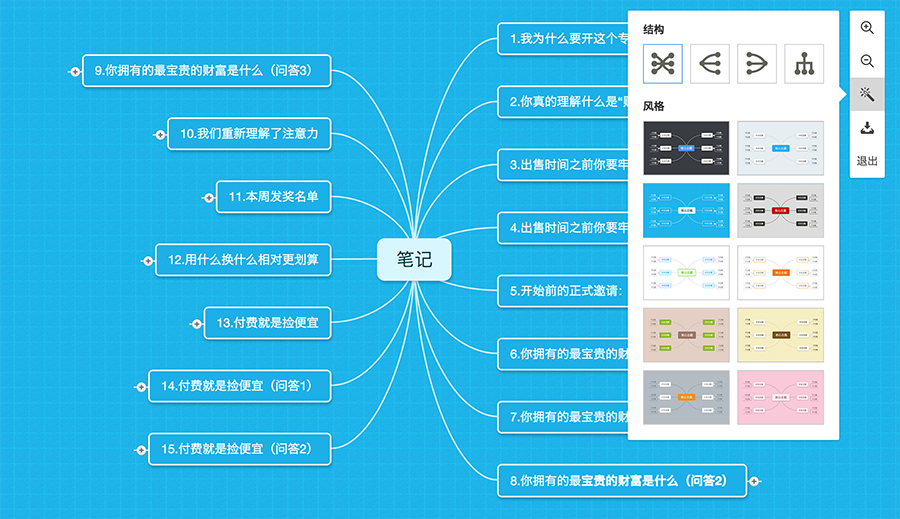 结构
风格
退出
笔记
1.我为什么要开这个专
2.你真的理解什么是“财
3.出售时间之前你要牢
4.出售时间之前你要牢
5.开始前的正式邀请：
6.你拥有的最宝贵的财
7.你拥有的最宝贵的财
8.你拥有的最宝贵的财富是什么（问答2）
9.你拥有的最宝贵的财富是什么（问答3）
10.我们重新理解了注意力
11.本周发奖名单
12.用什么换什么相对更划算
13.付费就是捡便宜
14.付费就是捡便宜（问答1）
15.付费就是捡便宜（问答2）